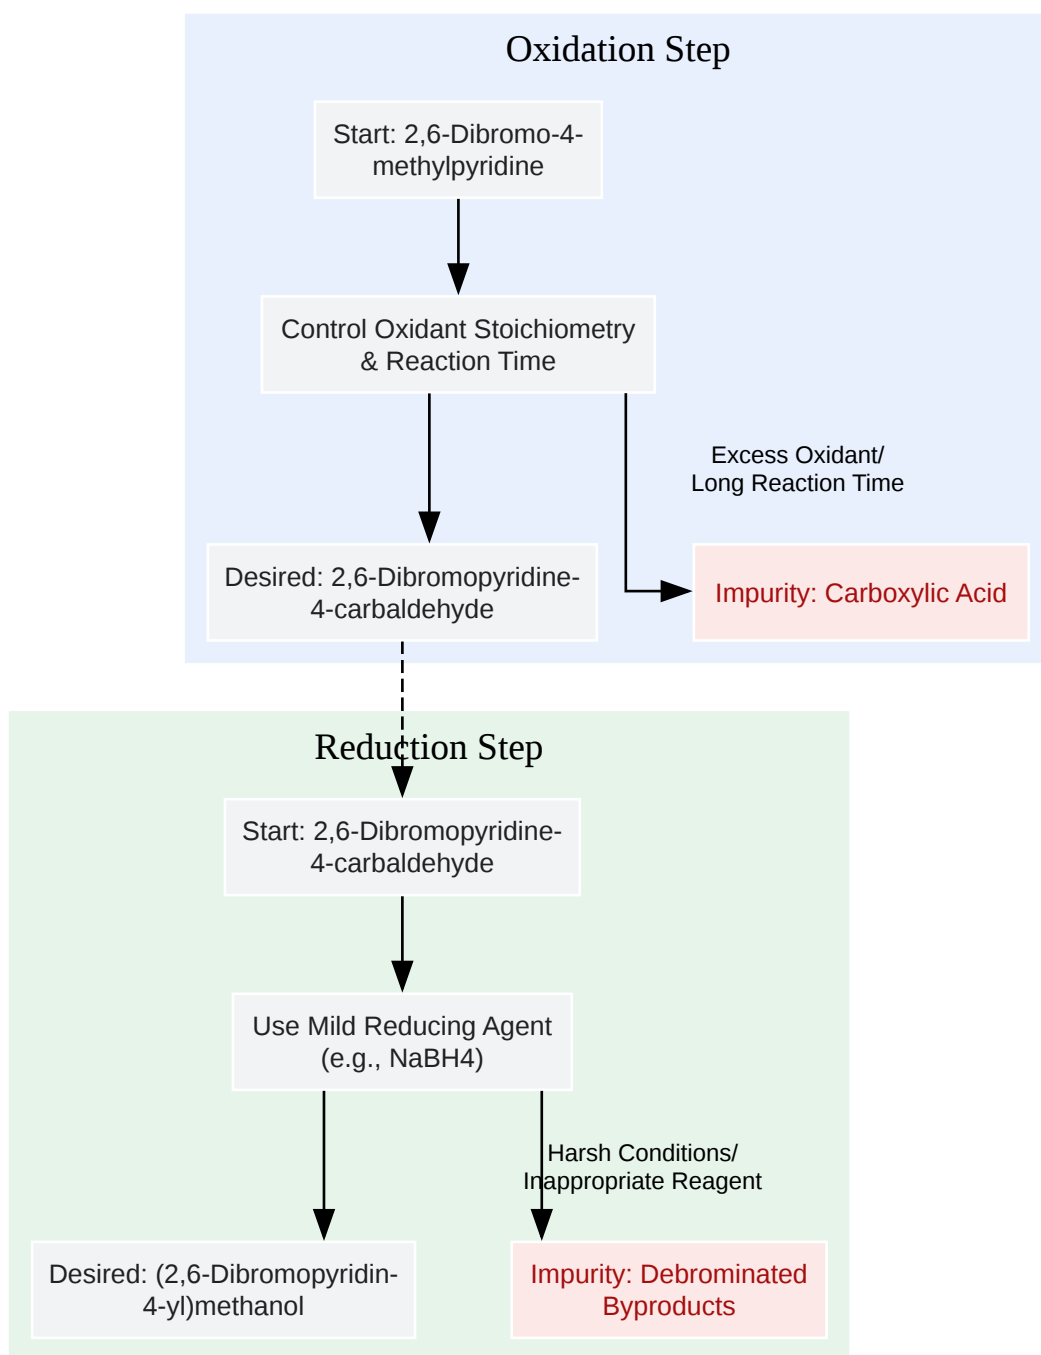 Oxidation Step
Start: 2,6-Dibromo-4-
methylpyridine
Control Oxidant Stoichiometry
& Reaction Time
Excess Oxidant/
Long Reaction Time
Desired: 2,6-Dibromopyridine-
4-carbaldehyde
Impurity: Carboxylic Acid
Reduction Step
Start: 2,6-Dibromopyridine-
4-carbaldehyde
Use Mild Reducing Agent
(e.g., NaBH4)
Harsh Conditions/
Inappropriate Reagent
Desired: (2,6-Dibromopyridin-
4-yl)methanol
Impurity: Debrominated
Byproducts